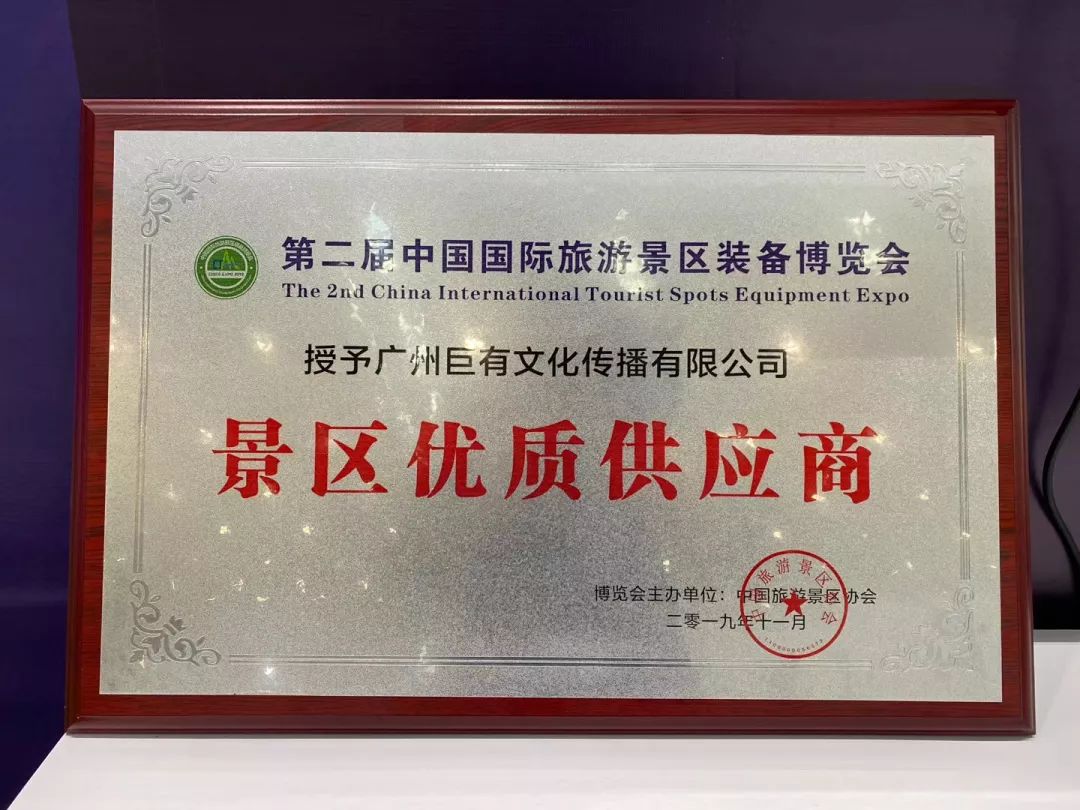 第二届中国国际旅游景区装备博览会
The 2nd China International Tourist Spots Equipment Expo
授予广州巨有文化传播有限公司
景区优质供应商
博览会主办单位：中国旅游景区协会
二零一九年十一月